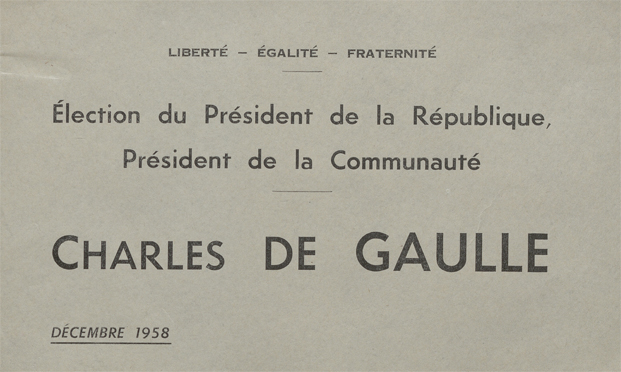 LIBERTÉ – ÉGALITÉ – FRATERNITÉ
Élection du Président de la République,
Président de la Communauté
CHARLES DE GAULLE
DÉCEMBRE 1958